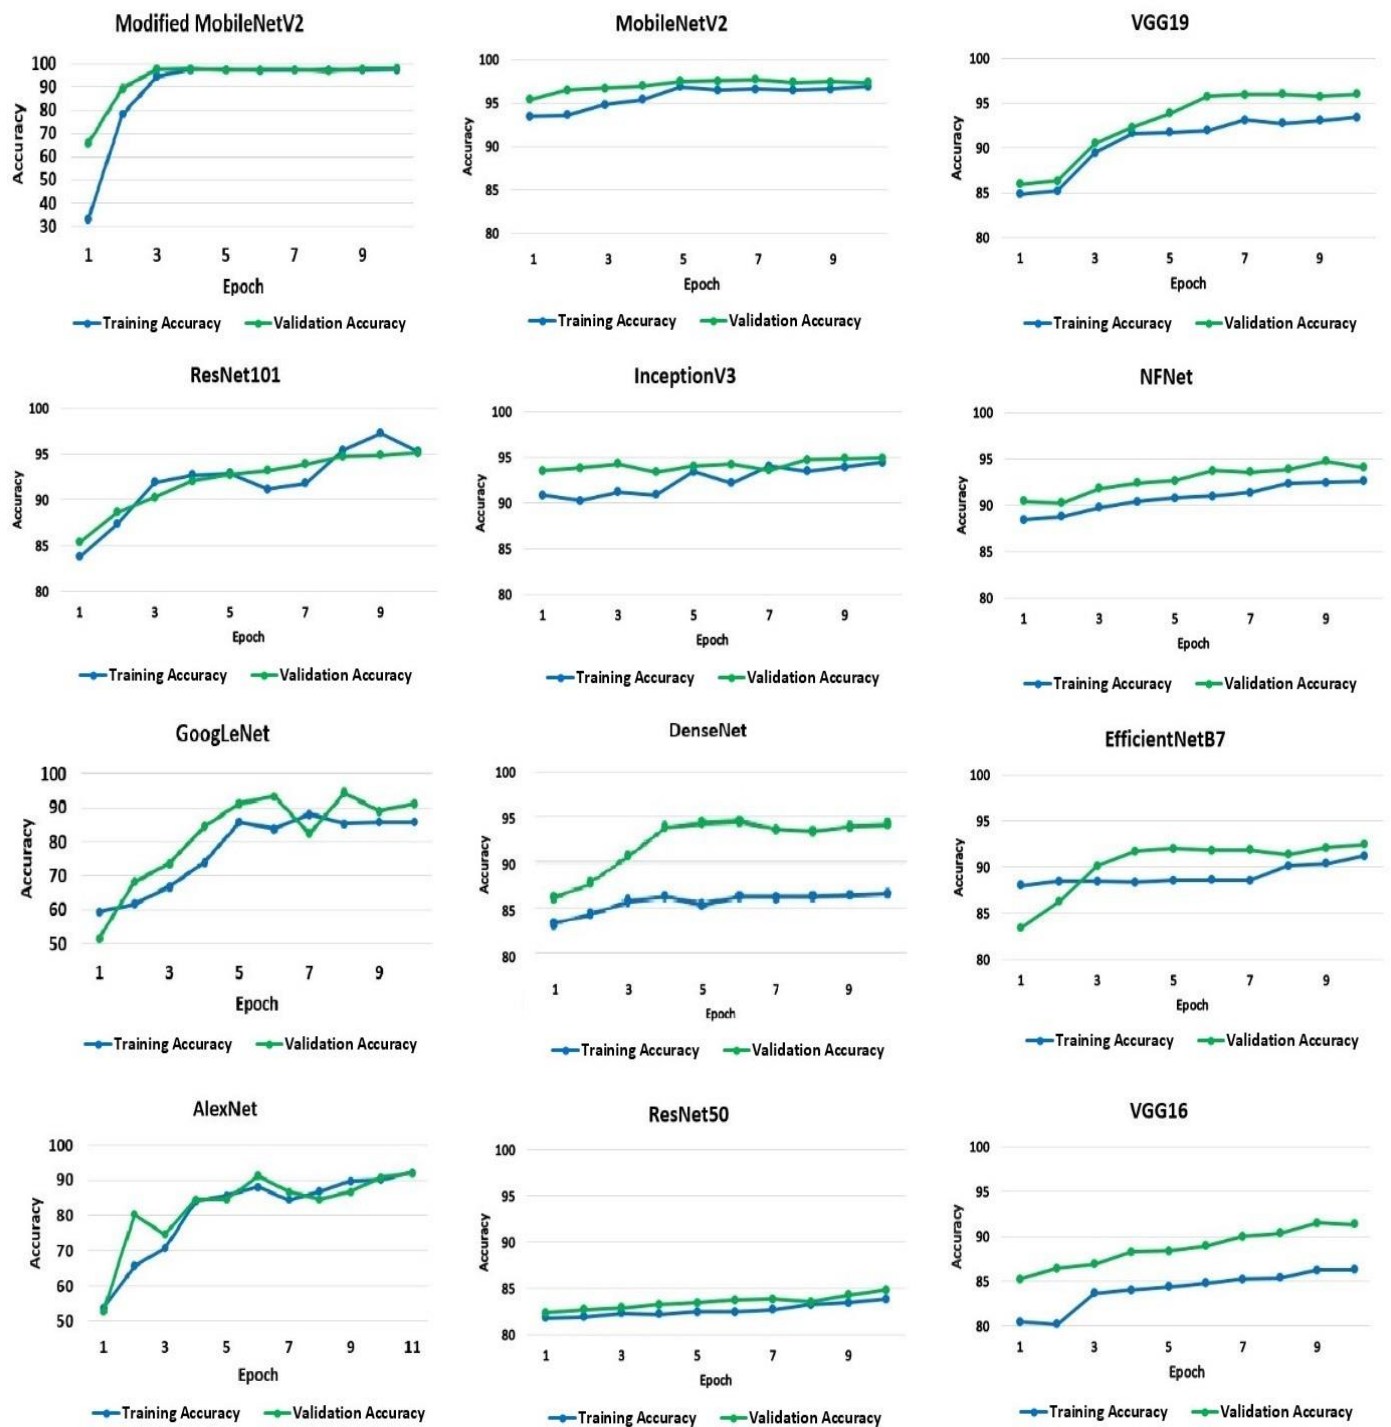 Modified MobileNetV2
100
90
80
70
60
50
40
30
Accuracy
1 3 5 7 9
Epoch
Training Accuracy Validation Accuracy
MobileNetV2
100
95
90
85
80
Accuracy
1 3 5 7 9
Epoch
Training Accuracy Validation Accuracy
VGG19
100
95
90
85
80
Accuracy
1 3 5 7 9
Epoch
Training Accuracy Validation Accuracy
ResNet101
100
95
90
85
80
Accuracy
1 3 5 7 9
Epoch
Training Accuracy Validation Accuracy
InceptionV3
100
95
90
85
80
Accuracy
1 3 5 7 9
Epoch
Training Accuracy Validation Accuracy
NFNet
100
95
90
85
80
Accuracy
1 3 5 7 9
Epoch
Training Accuracy Validation Accuracy
GoogLeNet
100
90
80
70
60
50
Accuracy
1 3 5 7 9
Epoch
Training Accuracy Validation Accuracy
DenseNet
100
95
90
85
80
Accuracy
1 3 5 7 9
Epoch
Training Accuracy Validation Accuracy
EfficientNetB7
100
95
90
85
80
Accuracy
1 3 5 7 9
Epoch
Training Accuracy Validation Accuracy
AlexNet
100
90
80
70
60
50
Accuracy
1 3 5 7 9 11
Epoch
Training Accuracy Validation Accuracy
ResNet50
100
95
90
85
80
Accuracy
1 3 5 7 9
Epoch
Training Accuracy Validation Accuracy
VGG16
100
95
90
85
80
Accuracy
1 3 5 7 9
Epoch
Training Accuracy Validation Accuracy